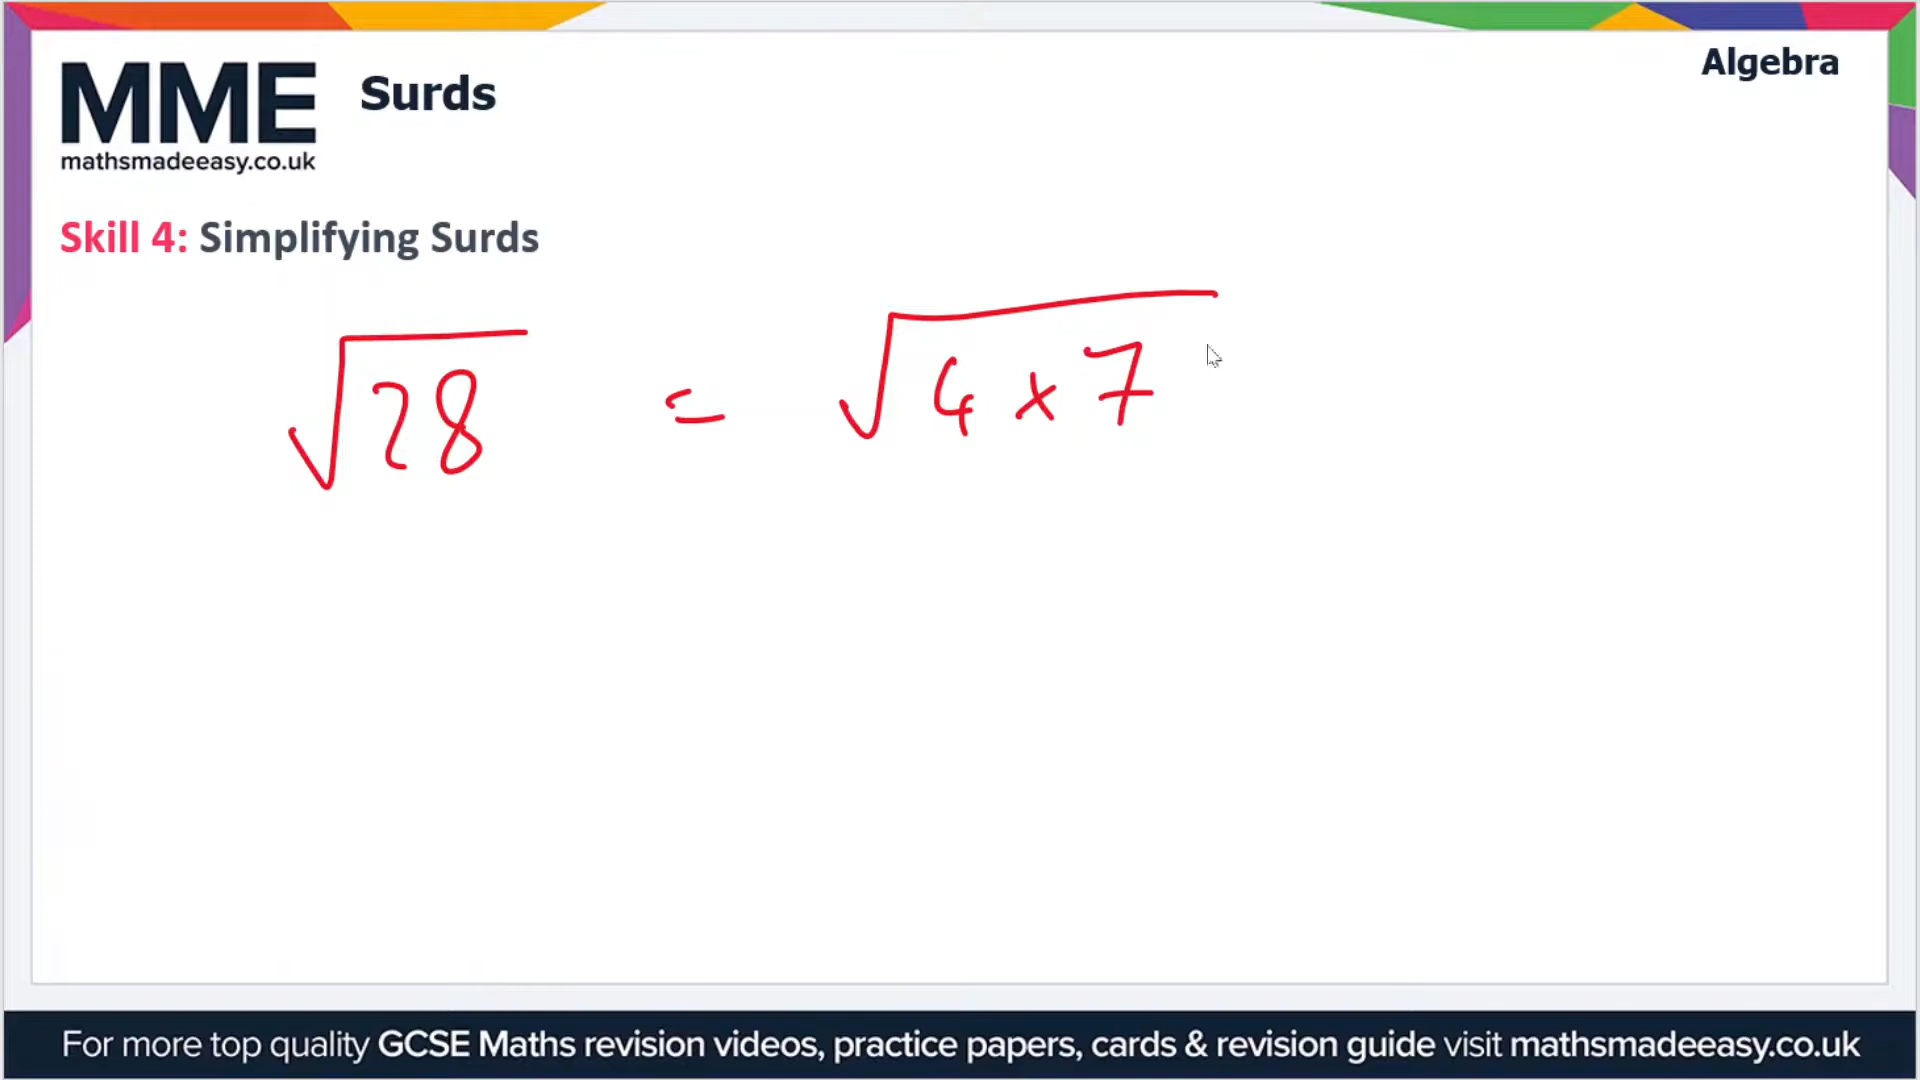 Algebra
MME Surds
mathsmadeeasy.co.uk
Skill 4: Simplifying Surds
√28 = √4 × 7
For more top quality GCSE Maths revision videos, practice papers, cards & revision guide visit mathsmadeeasy.co.uk